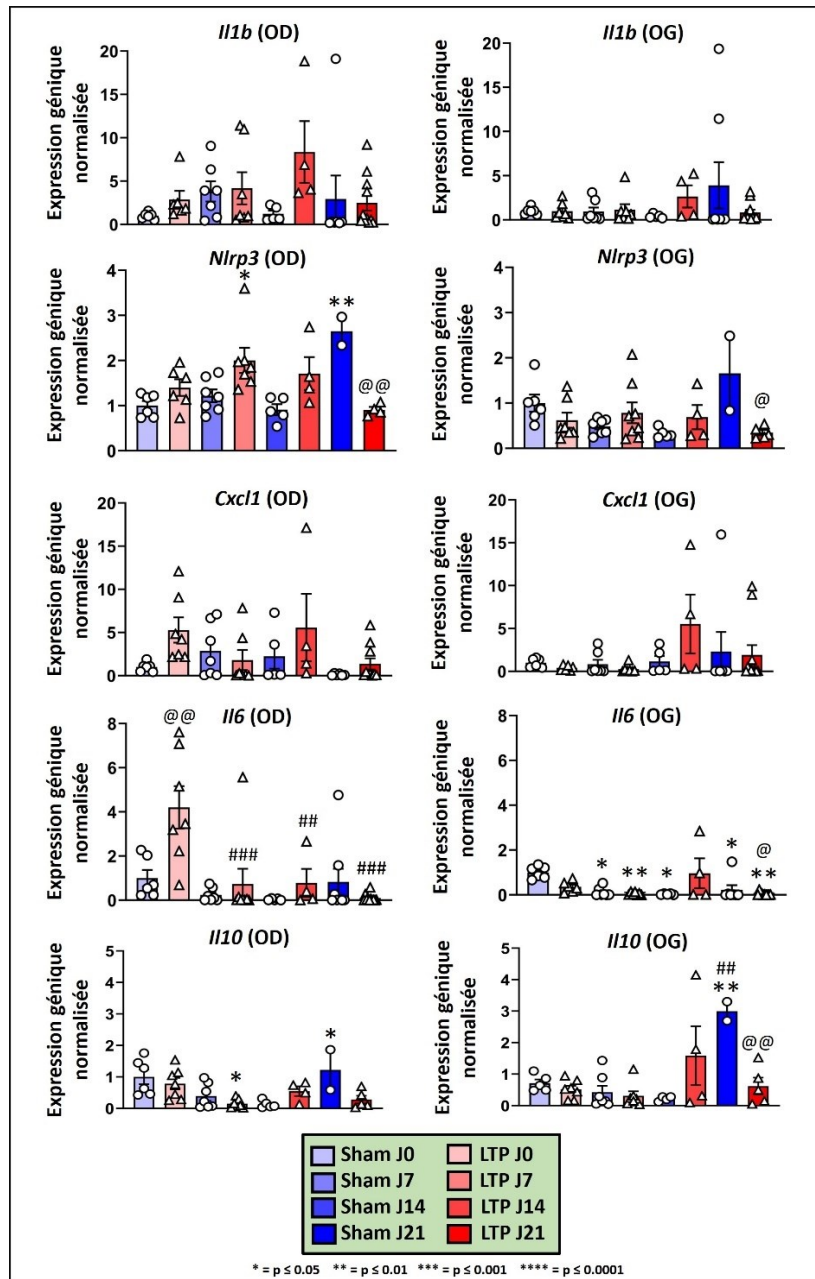 Il1b (OD)
Il1b (OG)
Expression génique normalisée
20
15
10
5
0
Expression génique normalisée
20
15
10
5
0
Nlrp3 (OD)
Nlrp3 (OG)
Expression génique normalisée
4
3
2
1
0
*
**
@@
Expression génique normalisée
4
3
2
1
0
@
Cxcl1 (OD)
Cxcl1 (OG)
Expression génique normalisée
20
15
10
5
0
Expression génique normalisée
20
15
10
5
0
Il6 (OD)
Il6 (OG)
Expression génique normalisée
8
6
4
2
0
@@
###
##
###
Expression génique normalisée
8
6
4
2
0
*
**
*
*
@
**
Il10 (OD)
Il10 (OG)
Expression génique normalisée
5
4
3
2
1
0
*
*
Expression génique normalisée
5
4
3
2
1
0
##
**
@@
Sham J0
LTP J0
Sham J7
LTP J7
Sham J14
LTP J14
Sham J21
LTP J21
* = p ≤ 0.05 ** = p ≤ 0.01 *** = p ≤ 0.001 **** = p ≤ 0.0001